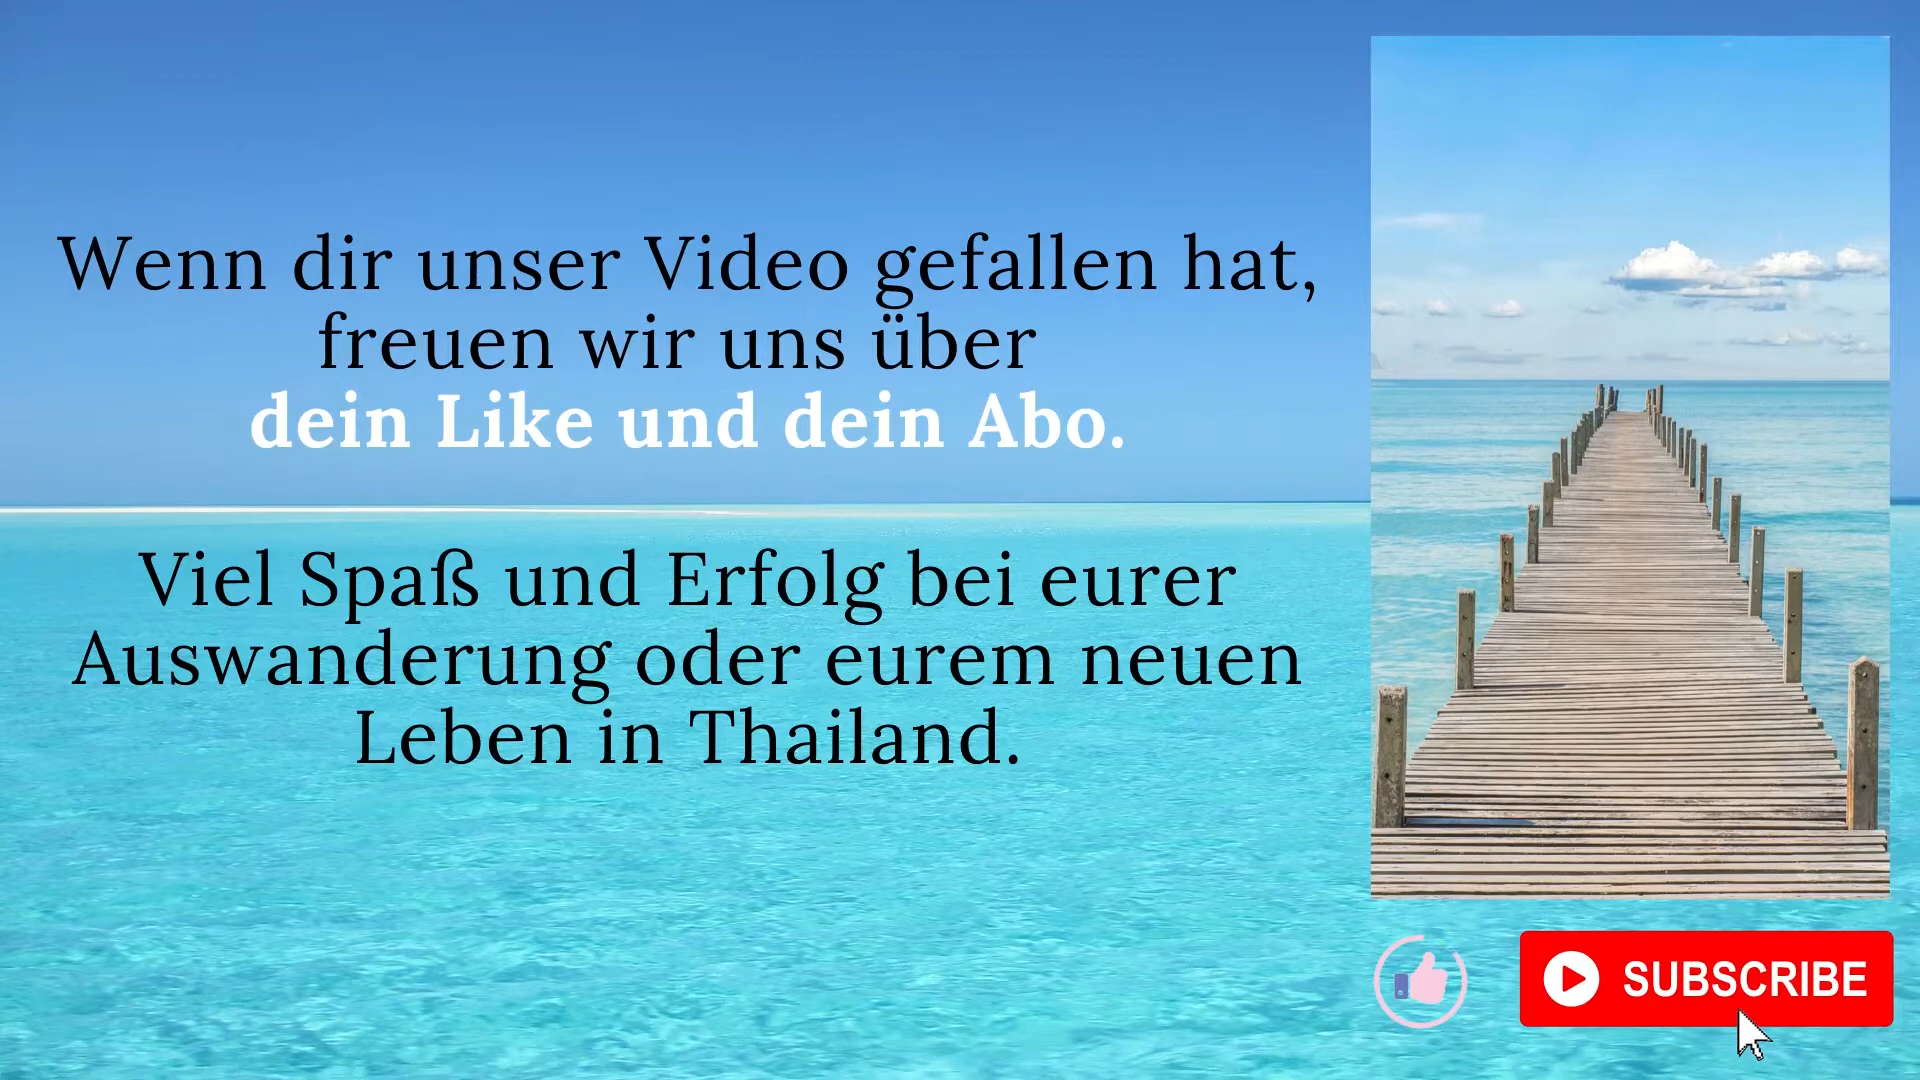 Wenn dir unser Video gefallen hat,
freuen wir uns über
dein Like und dein Abo.
Viel Spaß und Erfolg bei eurer
Auswanderung oder eurem neuen
Leben in Thailand.
SUBSCRIBE